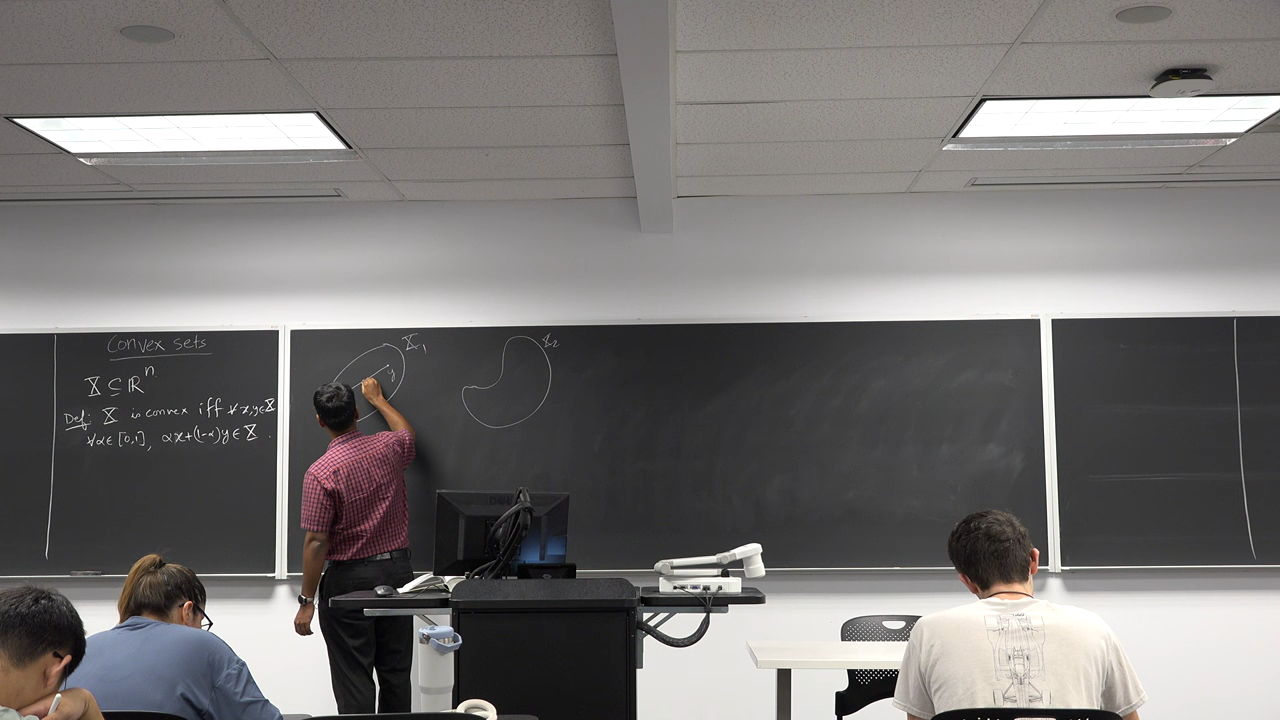 Convex sets
𝕏 ⊆ ℝⁿ
Def: 𝕏 is convex iff ∀ x,y ∈ 𝕏
∀α ∈ [0,1], αx+(1-α)y ∈ 𝕏.
𝕏₁
y
𝕏₂